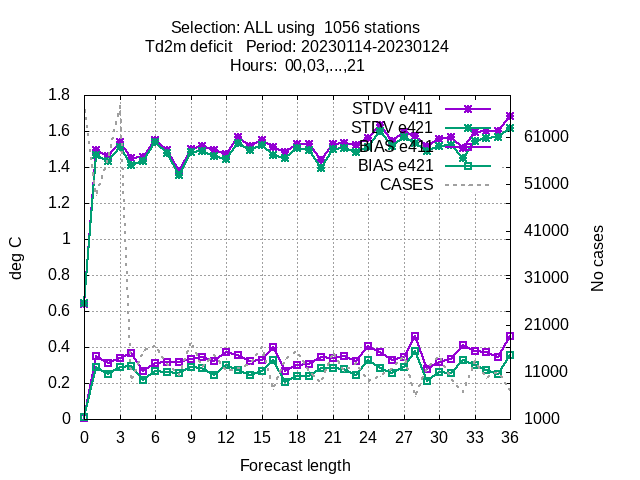 Selection: ALL using  1056 stations
Td2m deficit   Period: 20230114-20230124
Hours:  00,03,...,21
STDV e411
STDV e421
BIAS e411
BIAS e421
CASES
1.8
1.6
1.4
1.2
1
0.8
0.6
0.4
0.2
0
deg C
61000
51000
41000
31000
21000
11000
1000
No cases
0 3 6 9 12 15 18 21 24 27 30 33 36
Forecast length